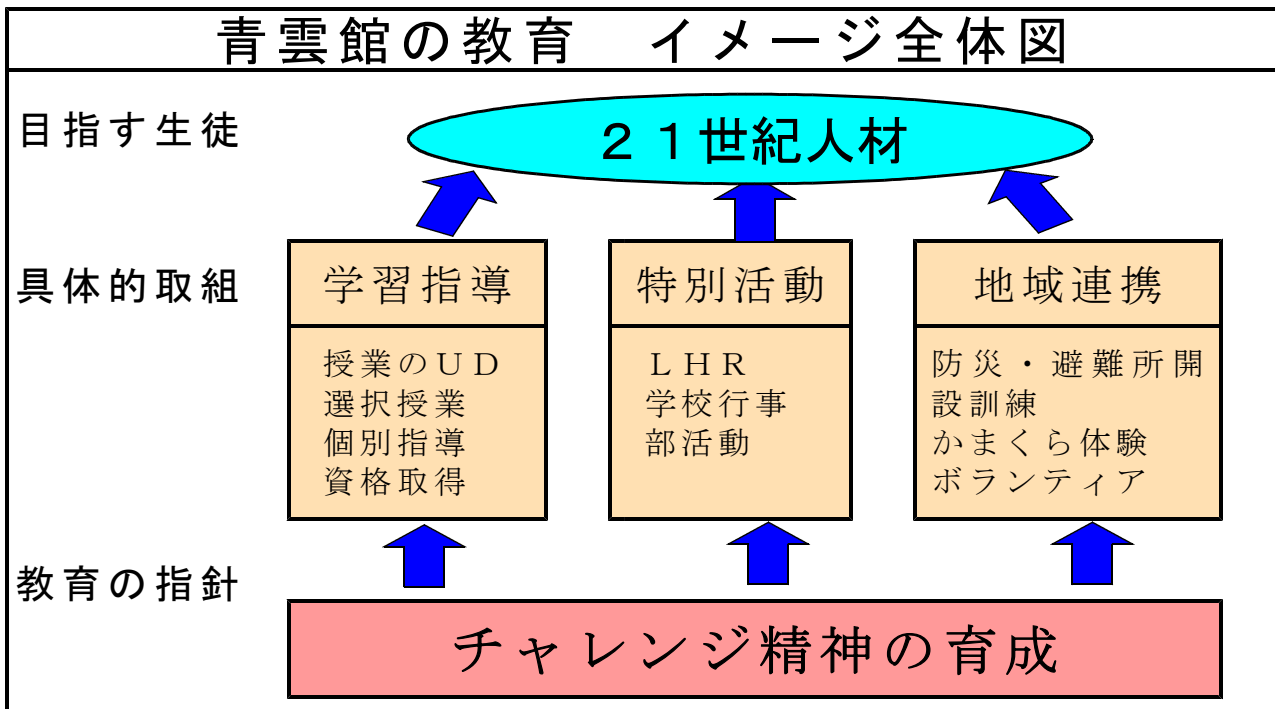 青雲館の教育　イメージ全体図
目指す生徒
２１世紀人材
具体的取組
学習指導
授業のＵＤ
選択授業
個別指導
資格取得
特別活動
ＬＨＲ
学校行事
部活動
地域連携
防災・避難所開
設訓練
かまくら体験
ボランティア
教育の指針
チャレンジ精神の育成